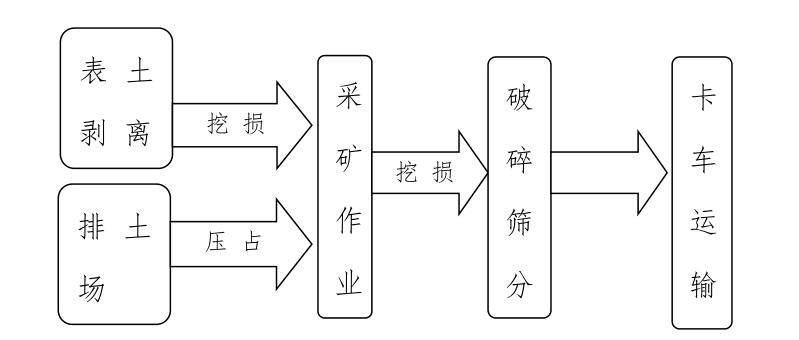 表 土
剥 离
挖 损
排 土
场
压 占
采
矿
作
业
挖 损
破
碎
筛
分
卡
车
运
输